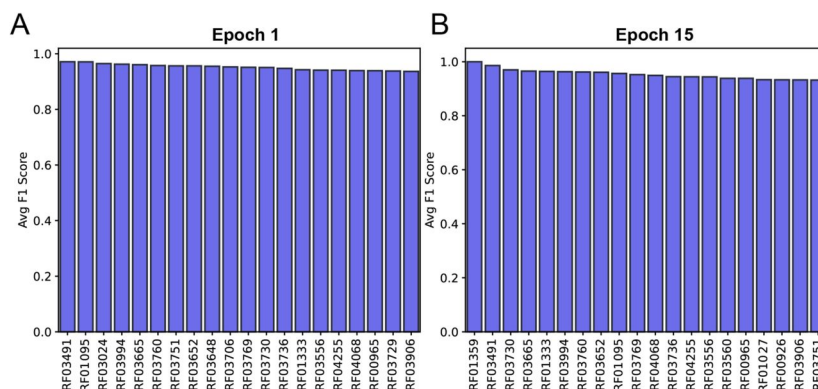 A
Epoch 1
Avg F1 Score
1.0
0.8
0.6
0.4
0.2
0.0
RF03491
RF01095
RF03024
RF03994
RF03665
RF03760
RF03751
RF03652
RF03648
RF03706
RF03769
RF03730
RF03736
RF01333
RF03556
RF04255
RF04068
RF00965
RF03729
RF03906
B
Epoch 15
Avg F1 Score
1.0
0.8
0.6
0.4
0.2
0.0
RF01359
RF03491
RF03730
RF03665
RF01333
RF03994
RF03760
RF03652
RF01095
RF03769
RF04068
RF03736
RF04255
RF03556
RF03560
RF00965
RF01027
RF00926
RF03906
RF03751